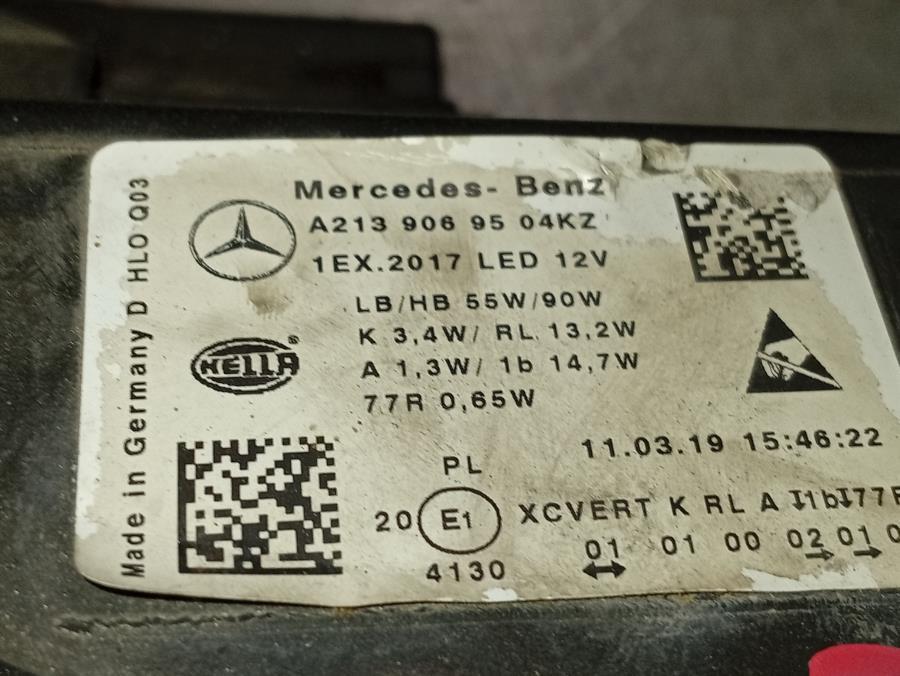 Mercedes- Benz
A213 906 95 04KZ
1EX.2017 LED 12V
LB/HB 55W/90W
K 3,4W/ RL 13,2W
A 1,3W/ 1b 14,7W
77R 0,65W
HELLA
Made in Germany D HLO Q03
11.03.19 15:46:22
PL
20 E1 XCVERT K RL A 1b 77R
01 01 00 02 01 0
4130